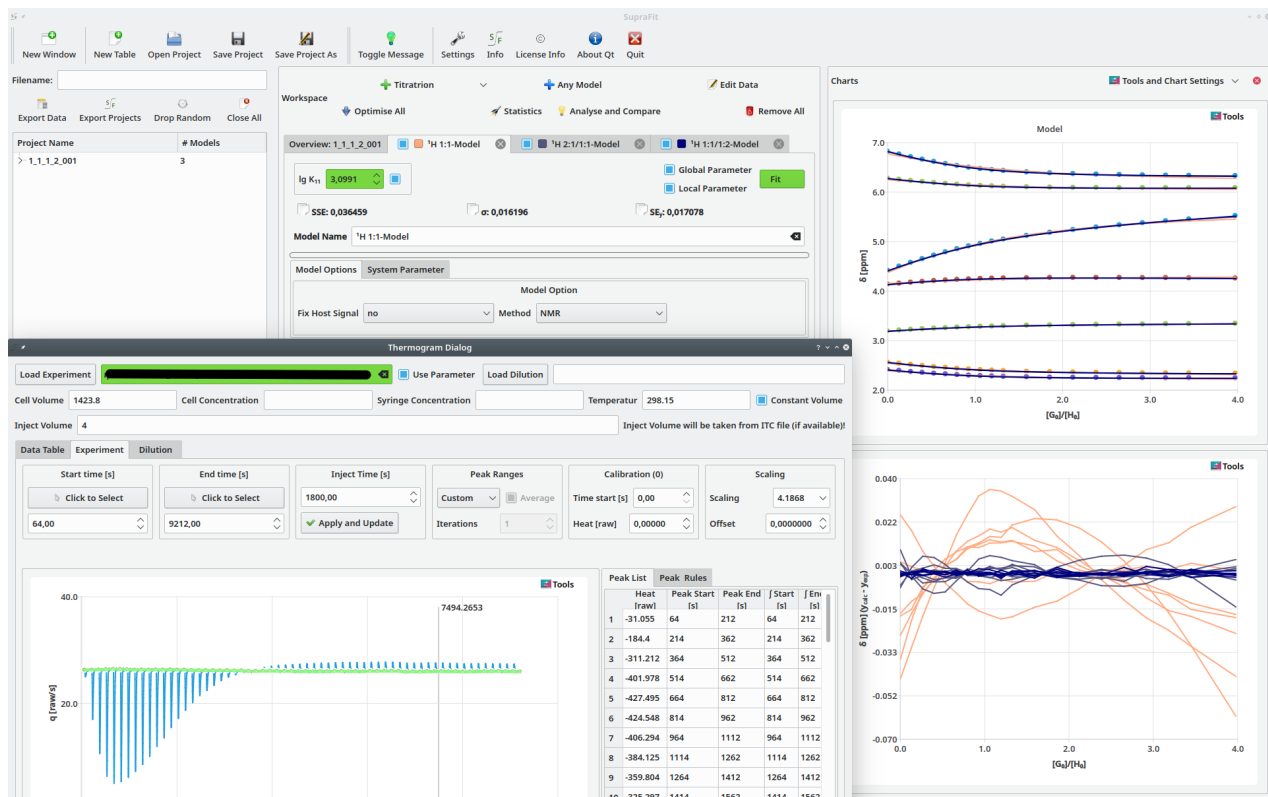 SupraFit
New Window New Table Open Project Save Project Save Project As Toggle Message Settings Info License Info About Qt Quit
Filename:
Export Data Export Projects Drop Random Close All
Project Name # Models
1_1_1_2_001 3
Workspace
Titratrion Any Model Edit Data
Optimise All Statistics Analyse and Compare Remove All
Overview: 1_1_1_2_001 ¹H 1:1-Model ¹H 2:1/1:1-Model ¹H 1:1/1:2-Model
lg K₁₁ 3,0991
Global Parameter
Local Parameter
Fit
SSE: 0,036459 σ: 0,016196 SEᵧ: 0,017078
Model Name ¹H 1:1-Model
Model Options System Parameter
Model Option
Fix Host Signal no Method NMR
Charts Tools and Chart Settings
Tools
Model
7.0
6.0
5.0
4.0
3.0
2.0
δ [ppm]
0.0 1.0 2.0 3.0 4.0
[G₀]/[H₀]
Tools
0.040
0.022
0.003
-0.015
-0.033
-0.052
-0.070
δ [ppm] (y_calc - y_exp)
0.0 1.0 2.0 3.0 4.0
[G₀]/[H₀]
Thermogram Dialog
Load Experiment Use Parameter Load Dilution
Cell Volume 1423.8 Cell Concentration Syringe Concentration Temperatur 298.15 Constant Volume
Inject Volume 4 Inject Volume will be taken from ITC file (if available)!
Data Table Experiment Dilution
Start time [s] End time [s] Inject Time [s] Peak Ranges Calibration (0) Scaling
Click to Select Click to Select 1800,00 Custom Average Time start [s] 0,00 Scaling 4.1868
64,00 9212,00 Apply and Update Iterations 1 Heat [raw] 0,00000 Offset 0,0000000
Tools
40.0
20.0
q [raw/s]
7494.2653
Peak List Peak Rules
Heat [raw] Peak Start [s] Peak End [s] ∫ Start [s] ∫ End [s]
1 -31.055 64 212 64 212
2 -184.4 214 362 214 362
3 -311.212 364 512 364 512
4 -401.978 514 662 514 662
5 -427.495 664 812 664 812
6 -424.548 814 962 814 962
7 -406.294 964 1112 964 1112
8 -384.125 1114 1262 1114 1262
9 -359.804 1264 1412 1264 1412
10 -325.297 1414 1562 1414 1562